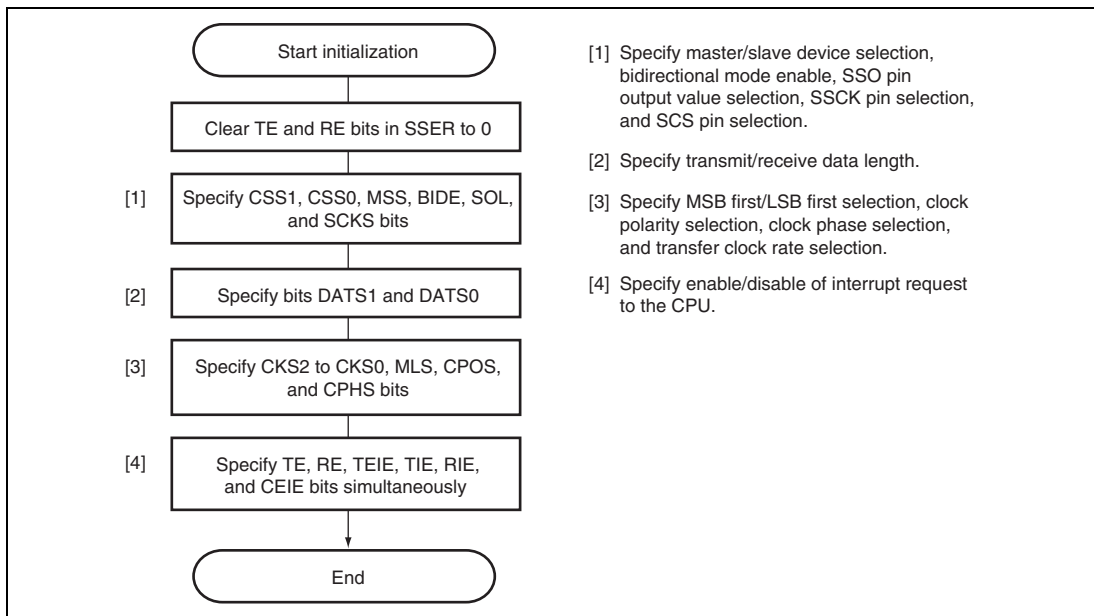 Start initialization
Clear TE and RE bits in SSER to 0
[1]
Specify CSS1, CSS0, MSS, BIDE, SOL,
and SCKS bits
[2]
Specify bits DATS1 and DATS0
[3]
Specify CKS2 to CKS0, MLS, CPOS,
and CPHS bits
[4]
Specify TE, RE, TEIE, TIE, RIE,
and CEIE bits simultaneously
End
[1] Specify master/slave device selection,
bidirectional mode enable, SSO pin
output value selection, SSCK pin selection,
and SCS pin selection.
[2] Specify transmit/receive data length.
[3] Specify MSB first/LSB first selection, clock
polarity selection, clock phase selection,
and transfer clock rate selection.
[4] Specify enable/disable of interrupt request
to the CPU.